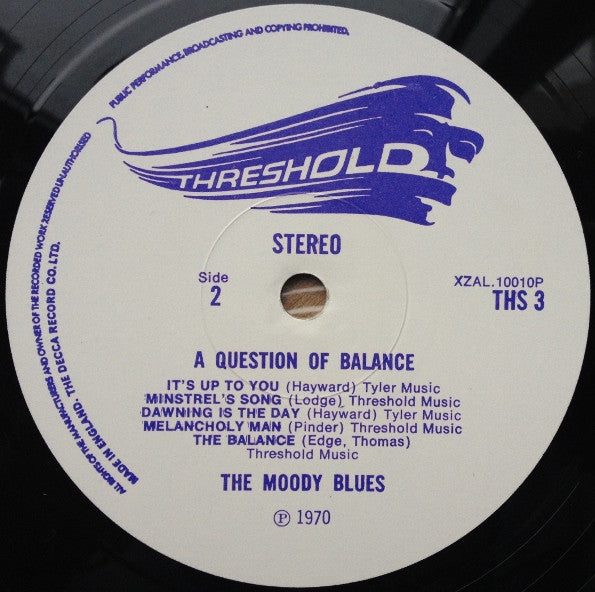 PUBLIC PERFORMANCE, BROADCASTING AND COPYING PROHIBITED.
ALL RIGHTS OF THE MANUFACTURERS AND OWNER OF THE RECORDED WORK RESERVED UNAUTHORISED
MADE IN ENGLAND. THE DECCA RECORD CO. LTD.
THRESHOLD
STEREO
Side 2
XZAL.10010P
THS 3
A QUESTION OF BALANCE
IT'S UP TO YOU (Hayward) Tyler Music
MINSTREL'S SONG (Lodge) Threshold Music
DAWNING IS THE DAY (Hayward) Tyler Music
MELANCHOLY MAN (Pinder) Threshold Music
THE BALANCE (Edge, Thomas)
Threshold Music
THE MOODY BLUES
Ⓟ 1970